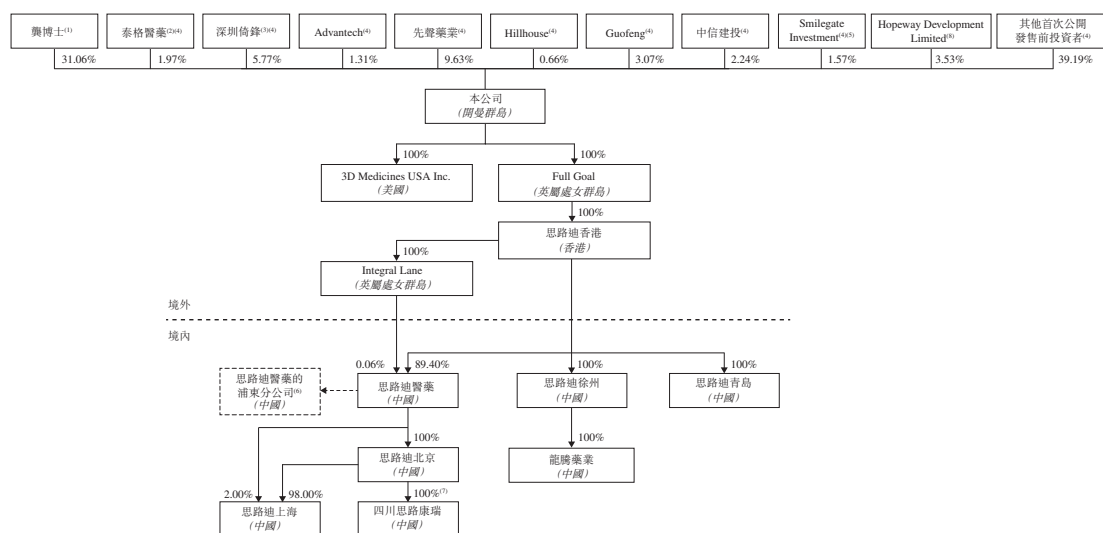 龔博士(1)
泰格醫藥(2)(4)
深圳倚鋒(3)(4)
Advantech(4)
先聲藥業(4)
Hillhouse(4)
Guofeng(4)
中信建投(4)
Smilegate
Investment(4)(5)
Hopeway Development
Limited(8)
其他首次公開
發售前投資者(4)
31.06%
1.97%
5.77%
1.31%
9.63%
0.66%
3.07%
2.24%
1.57%
3.53%
39.19%
本公司
(開曼群島)
100%
100%
3D Medicines USA Inc.
(美國)
Full Goal
(英屬處女群島)
100%
思路迪香港
(香港)
100%
Integral Lane
(英屬處女群島)
境外
境內
0.06%
89.40%
100%
100%
思路迪醫藥的
浦東分公司(6)
(中國)
思路迪醫藥
(中國)
思路迪徐州
(中國)
思路迪青島
(中國)
100%
100%
思路迪北京
(中國)
龍騰藥業
(中國)
2.00%
98.00%
100%(7)
思路迪上海
(中國)
四川思路康瑞
(中國)